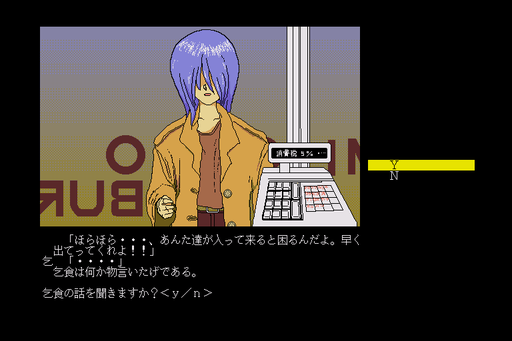 O
BUR
消費税 5% ・・
「ほらほら・・・、あんた達が入って来ると困るんだよ。早く
出てってくれよ!!」
乞 「・・・・」
乞食は何か物言いたげである。
乞食の話を聞きますか?<y/n>
Y
N